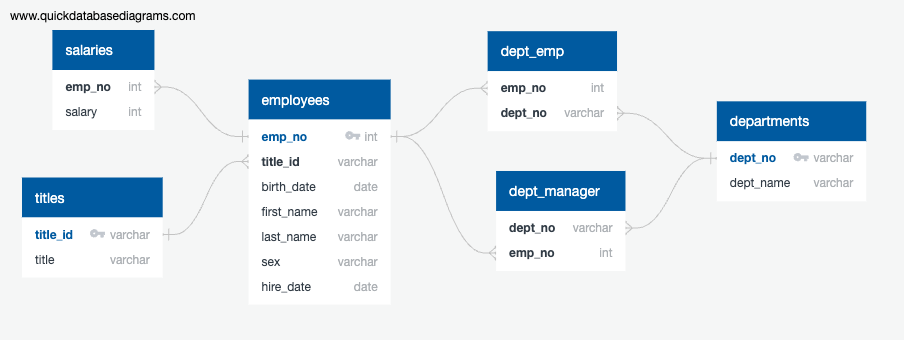 www.quickdatabasediagrams.com
salaries
emp_no int
salary int
titles
title_id varchar
title varchar
employees
emp_no int
title_id varchar
birth_date date
first_name varchar
last_name varchar
sex varchar
hire_date date
dept_emp
emp_no int
dept_no varchar
dept_manager
dept_no varchar
emp_no int
departments
dept_no varchar
dept_name varchar